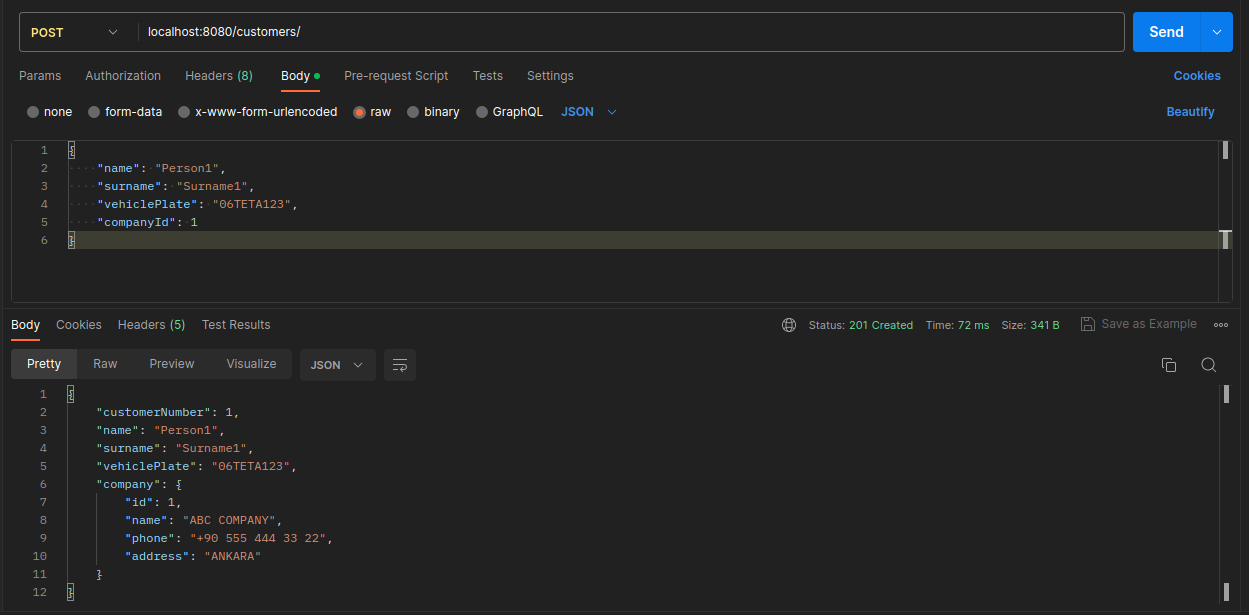 POST localhost:8080/customers/ Send
Params Authorization Headers (8) Body Pre-request Script Tests Settings Cookies
none form-data x-www-form-urlencoded raw binary GraphQL JSON Beautify
1 {
2 "name": "Person1",
3 "surname": "Surname1",
4 "vehiclePlate": "06TETA123",
5 "companyId": 1
6 }
Body Cookies Headers (5) Test Results Status: 201 Created Time: 72 ms Size: 341 B Save as Example
Pretty Raw Preview Visualize JSON
1 {
2 "customerNumber": 1,
3 "name": "Person1",
4 "surname": "Surname1",
5 "vehiclePlate": "06TETA123",
6 "company": {
7 "id": 1,
8 "name": "ABC COMPANY",
9 "phone": "+90 555 444 33 22",
10 "address": "ANKARA"
11 }
12 }